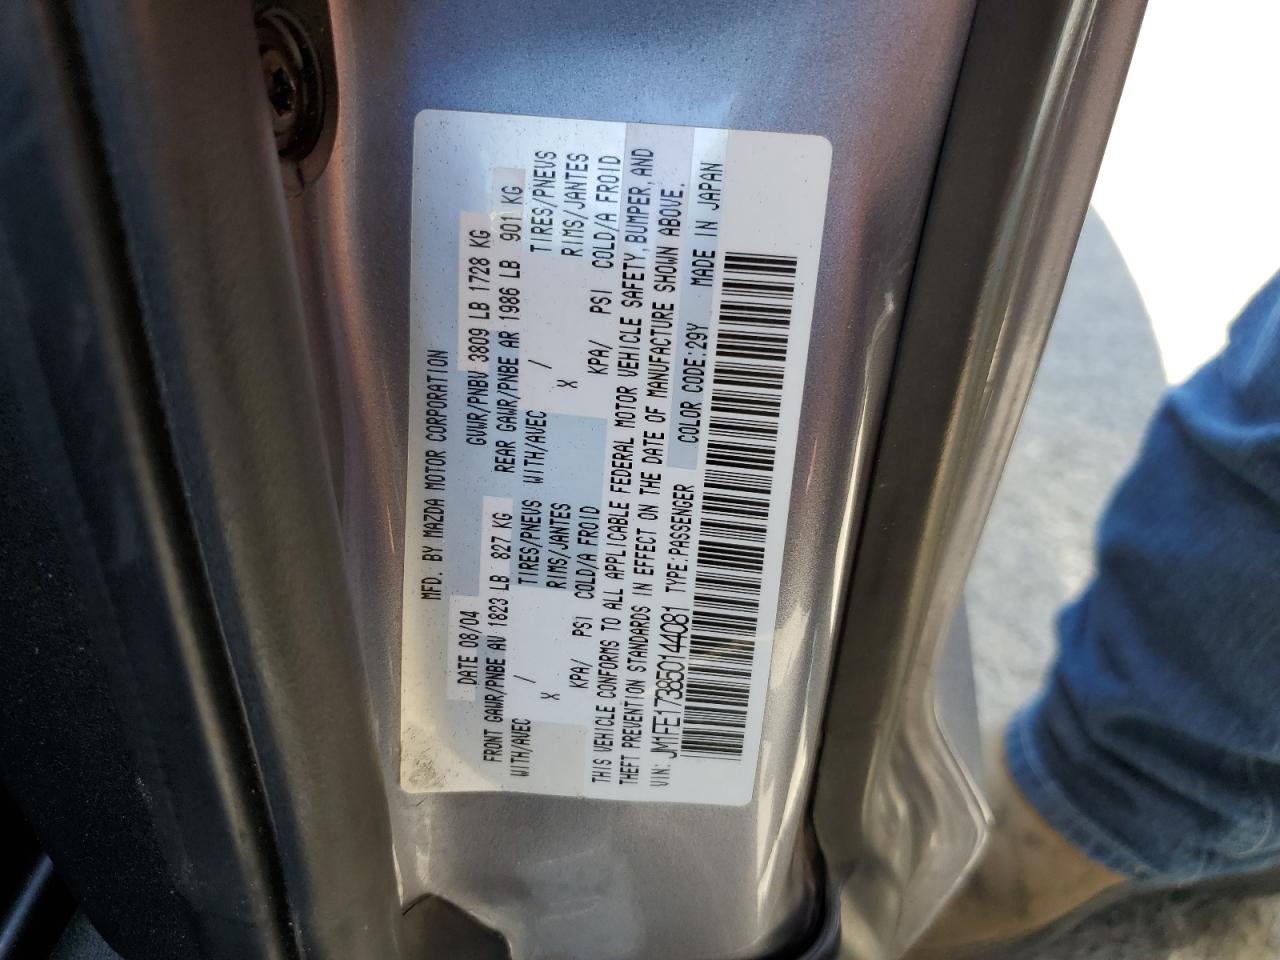 MFD. BY MAZDA MOTOR CORPORATION
DATE 08/04 GVWR/PNBV 3809 LB 1728 KG
FRONT GAWR/PNBE AV 1823 LB 827 KG REAR GAWR/PNBE AR 1986 LB 901 KG
WITH/AVEC / TIRES/PNEUS WITH/AVEC / TIRES/PNEUS
X RIMS/JANTES X RIMS/JANTES
KPA/ PSI COLD/A FROID KPA/ PSI COLD/A FROID
THIS VEHICLE CONFORMS TO ALL APPLICABLE FEDERAL MOTOR VEHICLE SAFETY, BUMPER, AND
THEFT PREVENTION STANDARDS IN EFFECT ON THE DATE OF MANUFACTURE SHOWN ABOVE.
VIN: JM1FE173850144081 TYPE:PASSENGER COLOR CODE:29Y MADE IN JAPAN